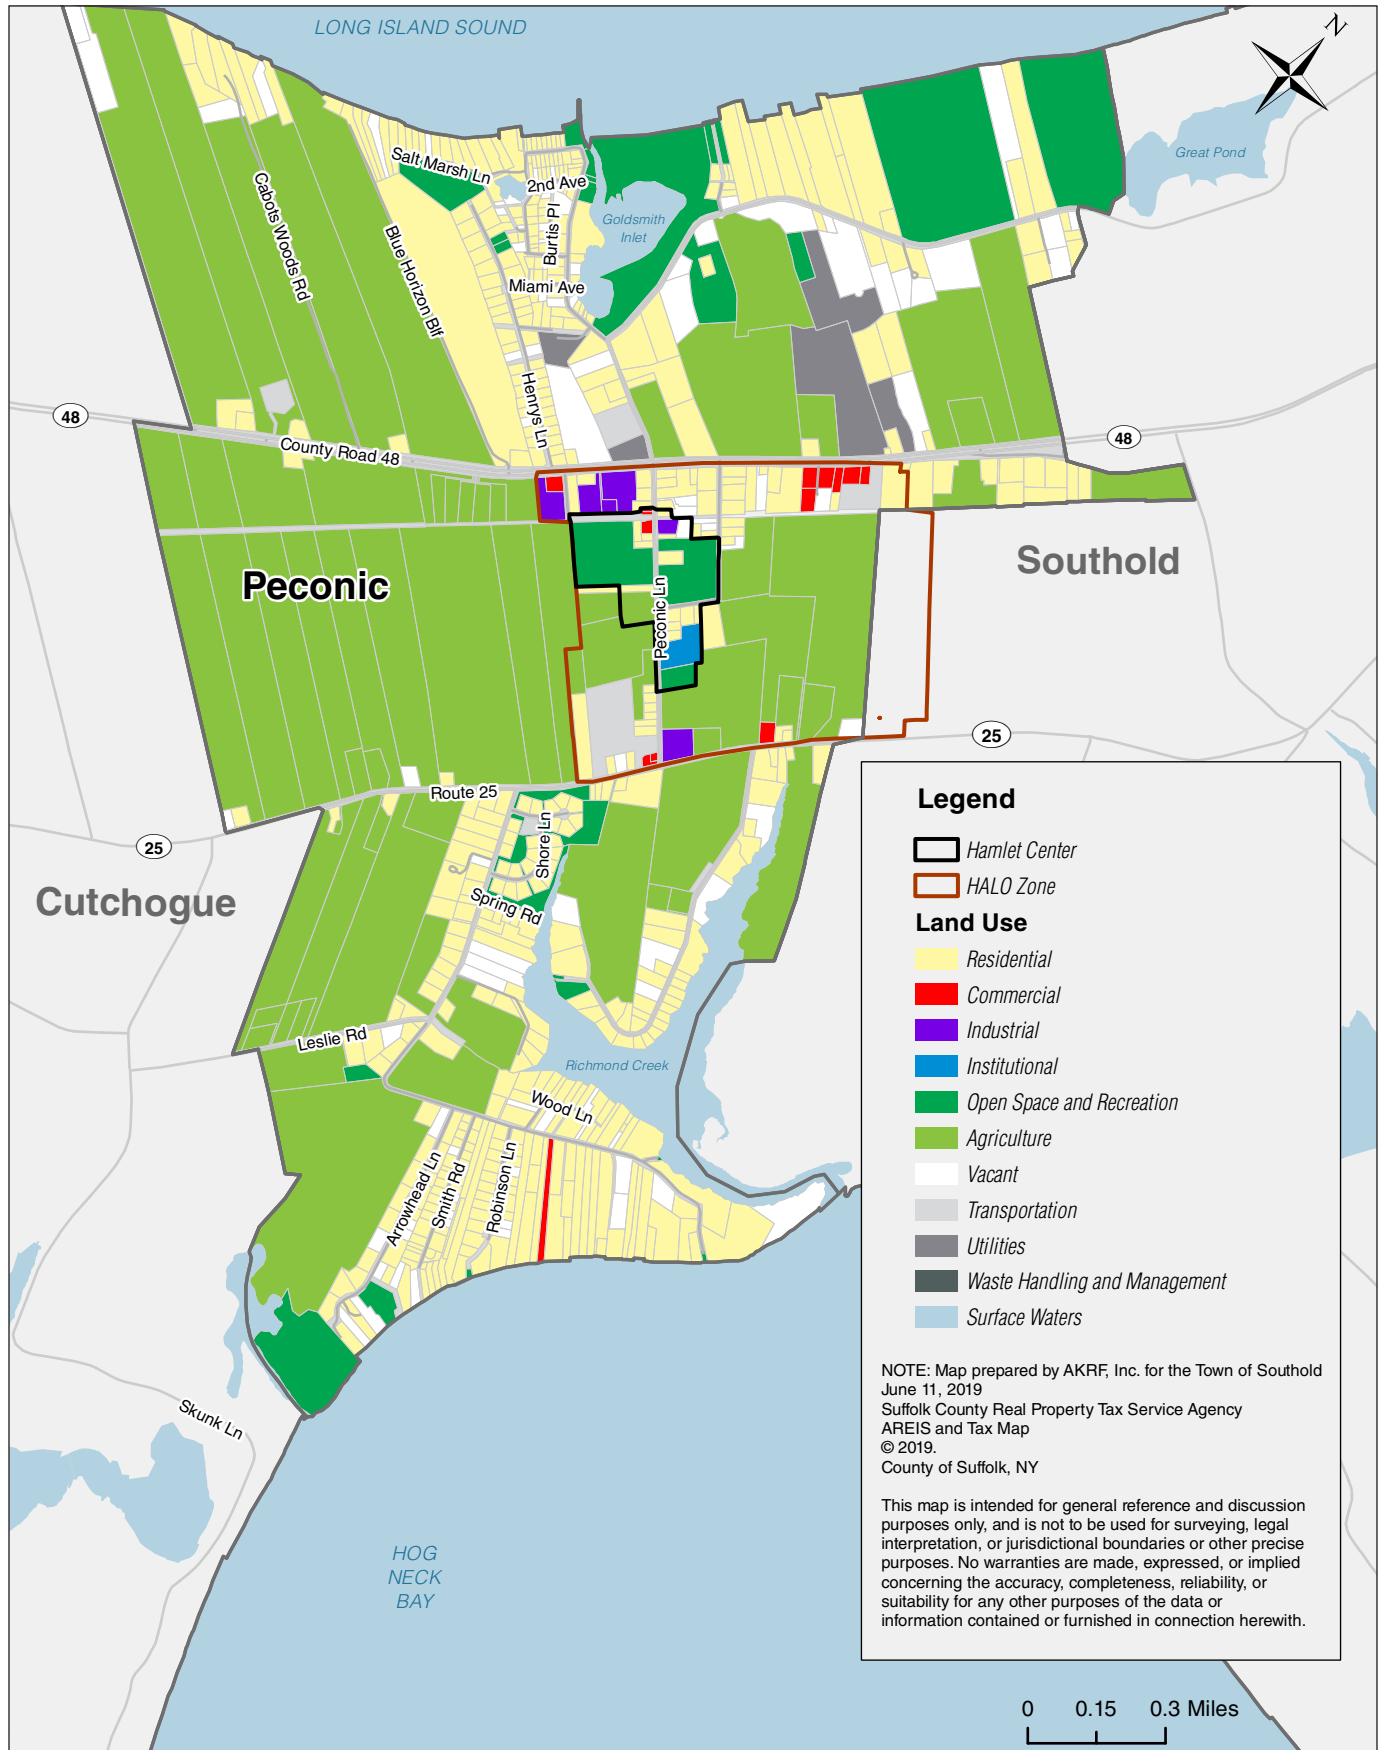 LONG ISLAND SOUND
N
Great Pond
Salt Marsh Ln
2nd Ave
Cabots Woods Rd
Burtis Pl
Goldsmith
Inlet
Blue Horizon Blf
Miami Ave
Henrys Ln
48
County Road 48
48
Peconic
Southold
Peconic Ln
25
Route 25
25
Shore Ln
Cutchogue
Spring Rd
Leslie Rd
Richmond Creek
Wood Ln
Arrowhead Ln
Smith Rd
Robinson Ln
Skunk Ln
HOG
NECK
BAY
Legend
Hamlet Center
HALO Zone
Land Use
Residential
Commercial
Industrial
Institutional
Open Space and Recreation
Agriculture
Vacant
Transportation
Utilities
Waste Handling and Management
Surface Waters
NOTE: Map prepared by AKRF, Inc. for the Town of Southold
June 11, 2019
Suffolk County Real Property Tax Service Agency
AREIS and Tax Map
© 2019.
County of Suffolk, NY
This map is intended for general reference and discussion
purposes only, and is not to be used for surveying, legal
interpretation, or jurisdictional boundaries or other precise
purposes. No warranties are made, expressed, or implied
concerning the accuracy, completeness, reliability, or
suitability for any other purposes of the data or
information contained or furnished in connection herewith.
0 0.15 0.3 Miles